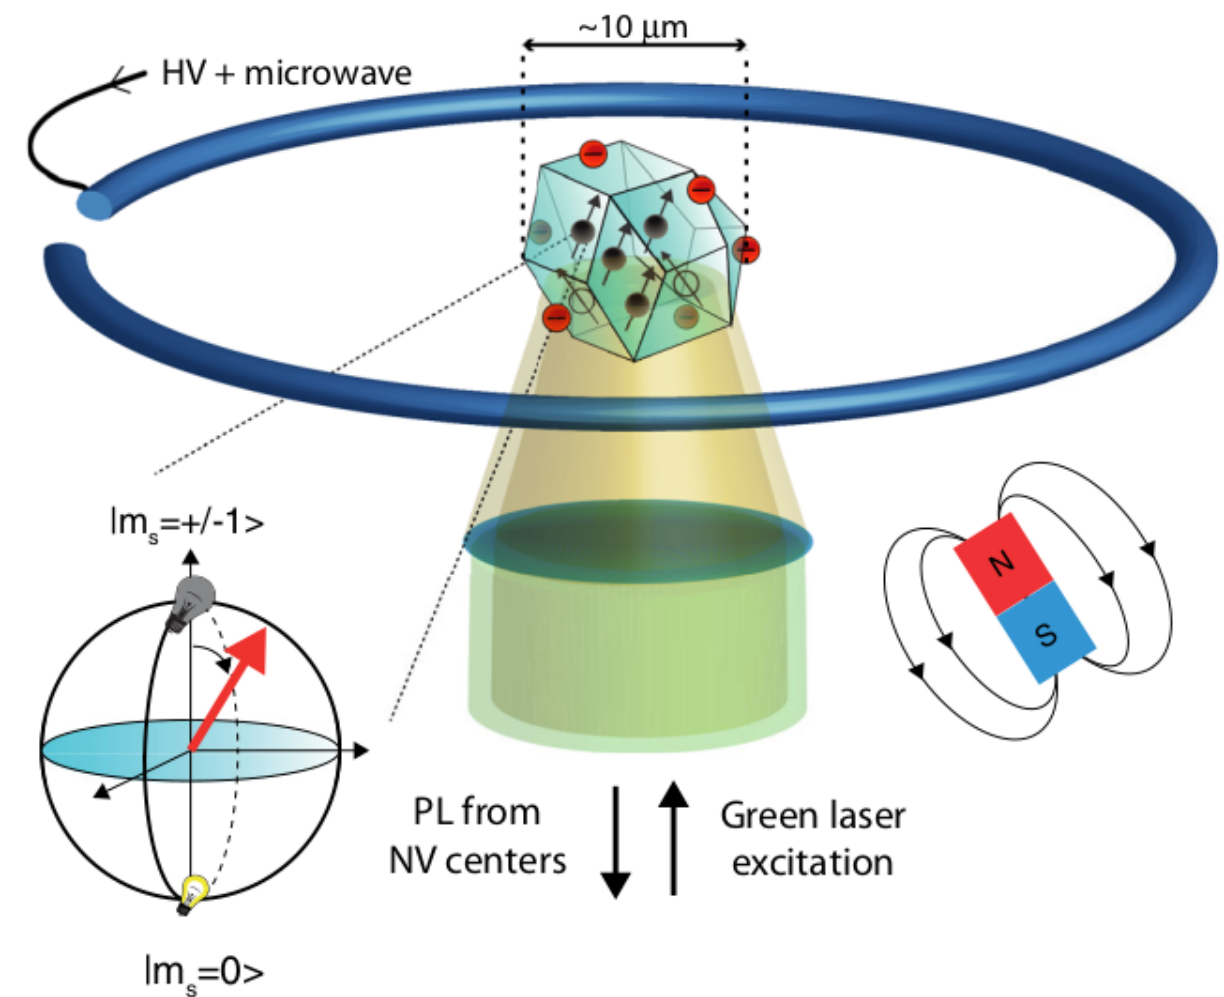 ~10 μm
HV + microwave
|mₛ=+/-1>
N
S
PL from
NV centers
Green laser
excitation
|mₛ=0>